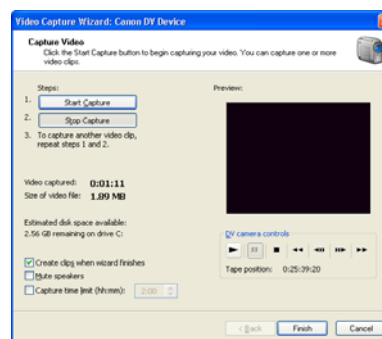 Video Capture Wizard: Canon DV Device
Capture Video
Click the Start Capture button to begin capturing your video. You can capture one or more
video clips.
Steps:
1. Start Capture
2. Stop Capture
3. To capture another video clip,
repeat steps 1 and 2.
Video captured: 0:01:11
Size of video file: 1.89 MB
Estimated disk space available:
2.56 GB remaining on drive C:
Create clips when wizard finishes
Mute speakers
Capture time limit (hh:mm): 2:00
Preview:
DV camera controls
Tape position: 0:25:39:20
< Back Finish Cancel